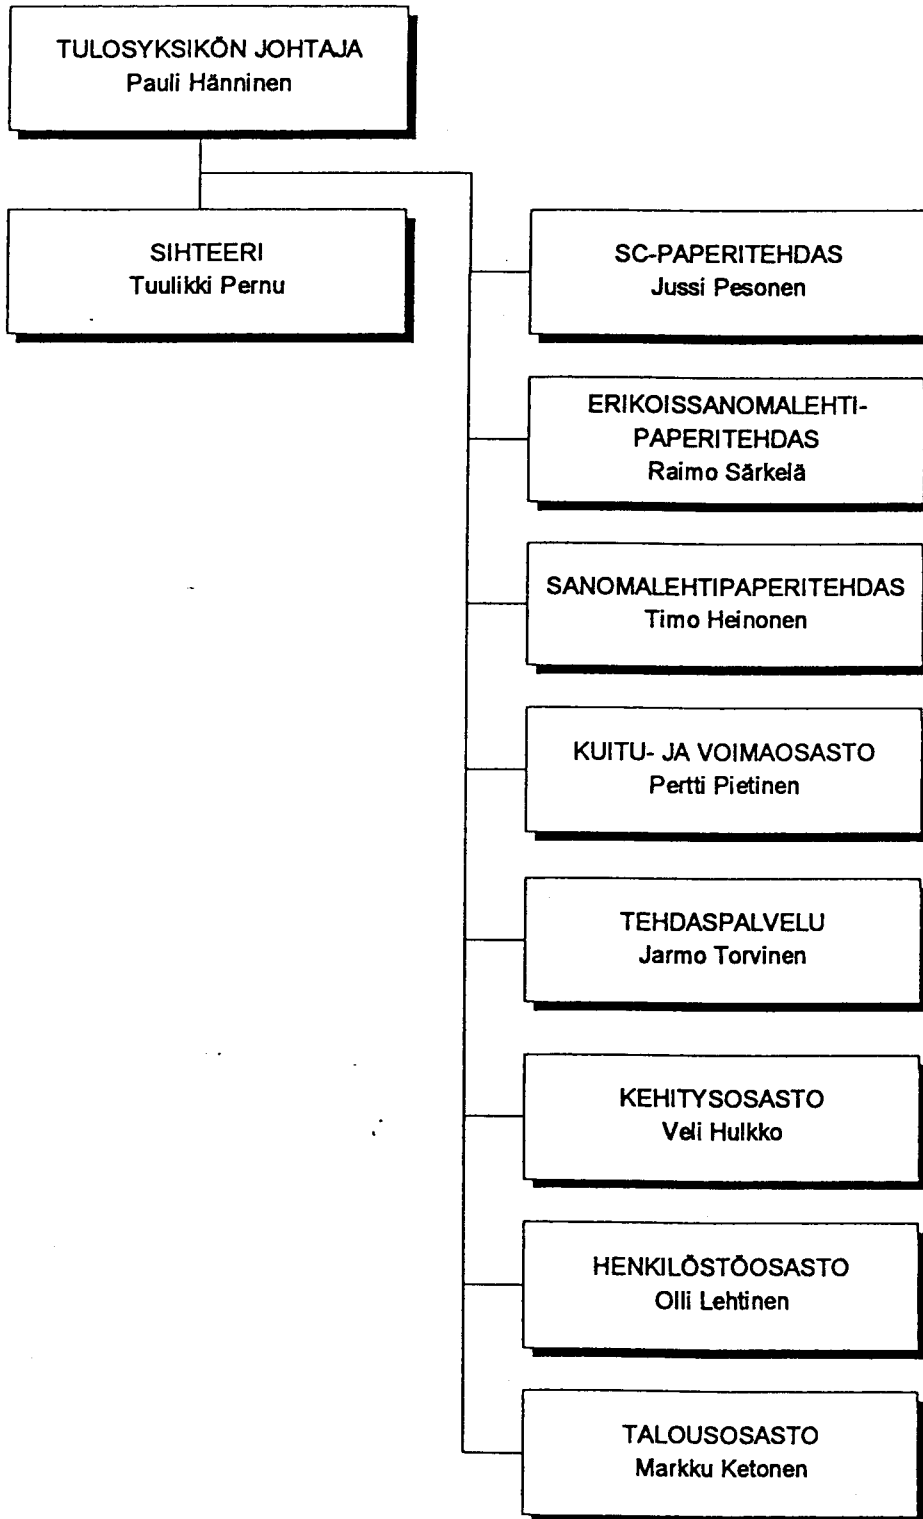 TULOSYKSIKÖN JOHTAJA
Pauli Hänninen
SIHTEERI
Tuulikki Pernu
SC-PAPERITEHDAS
Jussi Pesonen
ERIKOISSANOMALEHTI-
PAPERITEHDAS
Raimo Särkelä
SANOMALEHTIPAPERITEHDAS
Timo Heinonen
KUITU- JA VOIMAOSASTO
Pertti Pietinen
TEHDASPALVELU
Jarmo Torvinen
KEHITYSOSASTO
Veli Hulkko
HENKILÖSTÖOSASTO
Olli Lehtinen
TALOUSOSASTO
Markku Ketonen